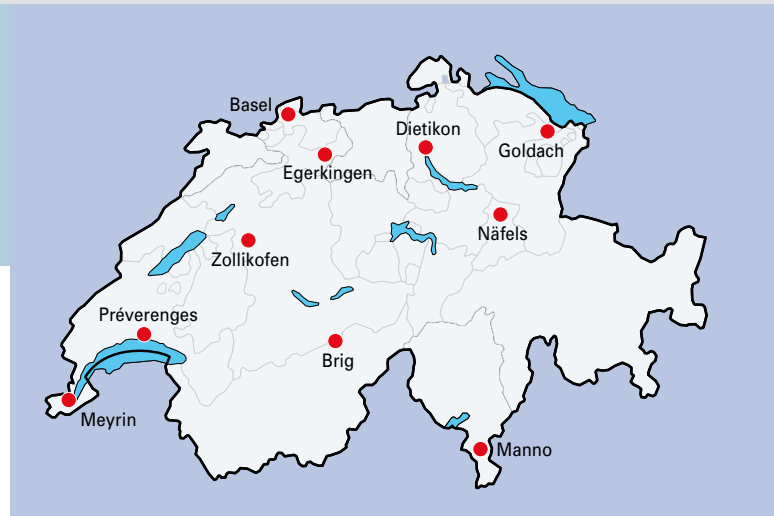 Basel
Dietikon
Goldach
Egerkingen
Näfels
Zollikofen
Préverenges
Brig
Meyrin
Manno